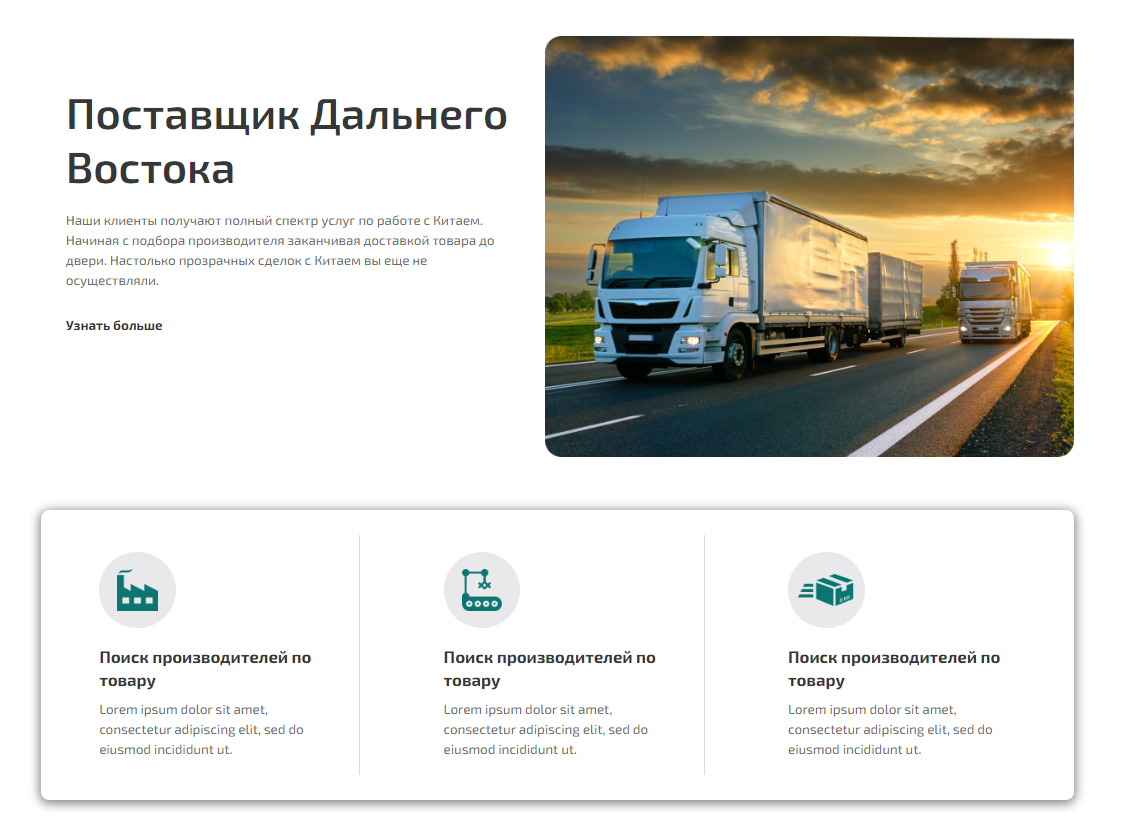 Поставщик Дальнего
Востока
Наши клиенты получают полный спектр услуг по работе с Китаем.
Начиная с подбора производителя заканчивая доставкой товара до
двери. Настолько прозрачных сделок с Китаем вы еще не
осуществляли.
Узнать больше
Поиск производителей по
товару
Lorem ipsum dolor sit amet,
consectetur adipiscing elit, sed do
eiusmod incididunt ut.
Поиск производителей по
товару
Lorem ipsum dolor sit amet,
consectetur adipiscing elit, sed do
eiusmod incididunt ut.
Поиск производителей по
товару
Lorem ipsum dolor sit amet,
consectetur adipiscing elit, sed do
eiusmod incididunt ut.